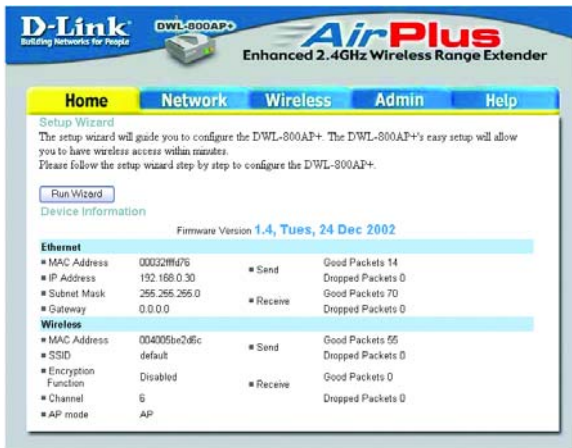 D-Link
Building Networks for People
DWL-800AP+
AirPlus
Enhanced 2.4GHz Wireless Range Extender
Home Network Wireless Admin Help
Setup Wizard
The setup wizard will guide you to configure the DWL-800AP+. The DWL-800AP+'s easy setup will allow
you to have wireless access within minutes.
Please follow the setup wizard step by step to configure the DWL-800AP+.
Run Wizard
Device Information
Firmware Version 1.4, Tues, 24 Dec 2002
Ethernet
MAC Address 00032ffffd76 Send Good Packets 14
IP Address 192.168.0.30 Dropped Packets 0
Subnet Mask 255.255.255.0 Receive Good Packets 70
Gateway 0.0.0.0 Dropped Packets 0
Wireless
MAC Address 004005be2d6c Send Good Packets 55
SSID default Dropped Packets 0
Encryption
Function Disabled Receive Good Packets 0
Channel 6 Dropped Packets 0
AP mode AP